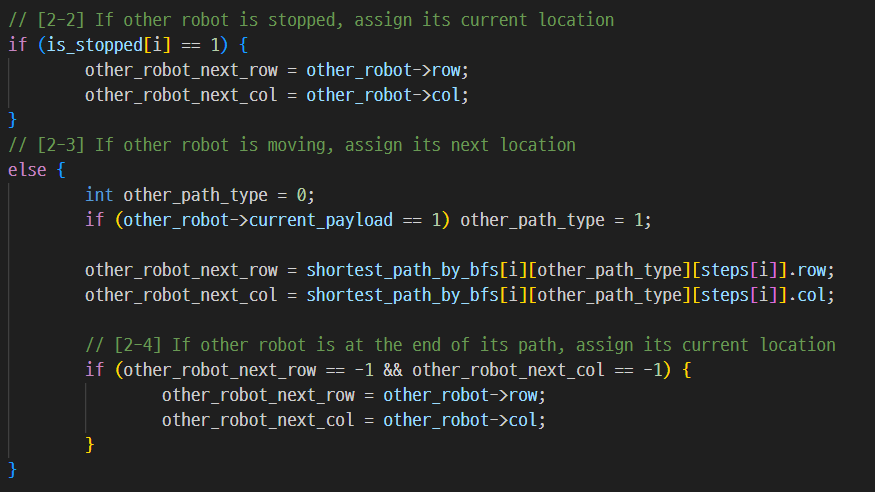 // [2-2] If other robot is stopped, assign its current location
if (is_stopped[i] == 1) {
        other_robot_next_row = other_robot->row;
        other_robot_next_col = other_robot->col;
}
// [2-3] If other robot is moving, assign its next location
else {
        int other_path_type = 0;
        if (other_robot->current_payload == 1) other_path_type = 1;

        other_robot_next_row = shortest_path_by_bfs[i][other_path_type][steps[i]].row;
        other_robot_next_col = shortest_path_by_bfs[i][other_path_type][steps[i]].col;

        // [2-4] If other robot is at the end of its path, assign its current location
        if (other_robot_next_row == -1 && other_robot_next_col == -1) {
                other_robot_next_row = other_robot->row;
                other_robot_next_col = other_robot->col;
        }
}